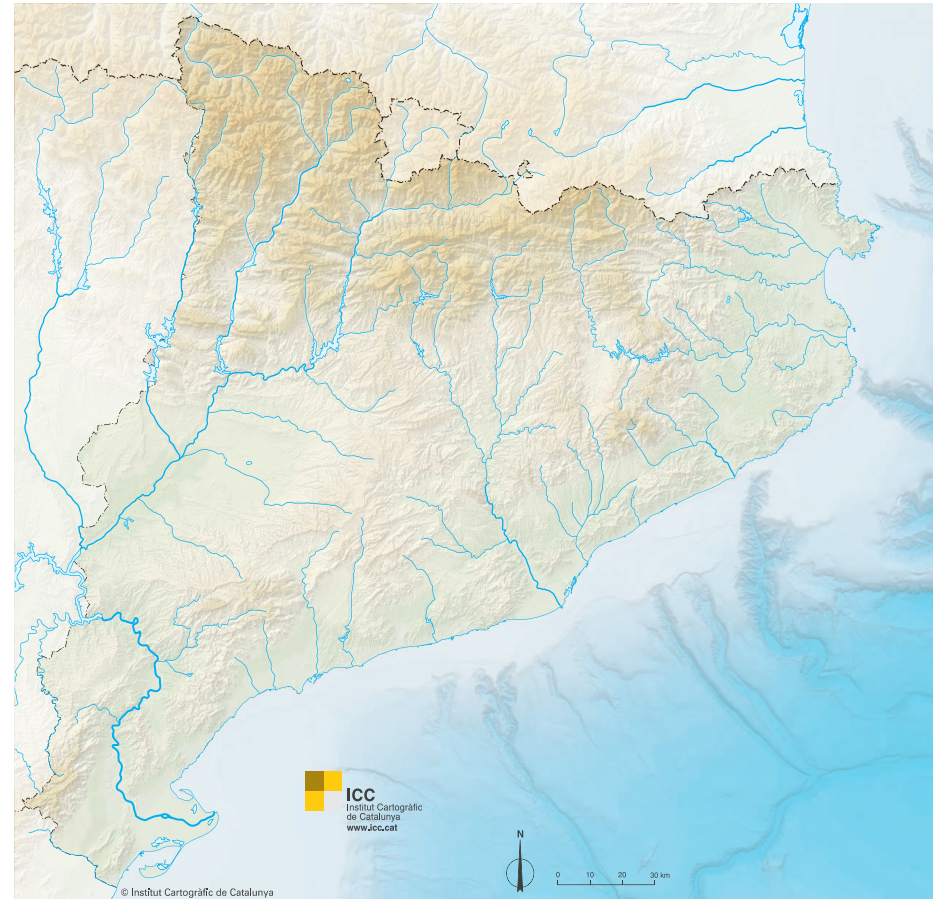 ICC
Institut Cartogràfic
de Catalunya
www.icc.cat
N
0 10 20 30 km
© Institut Cartogràfic de Catalunya